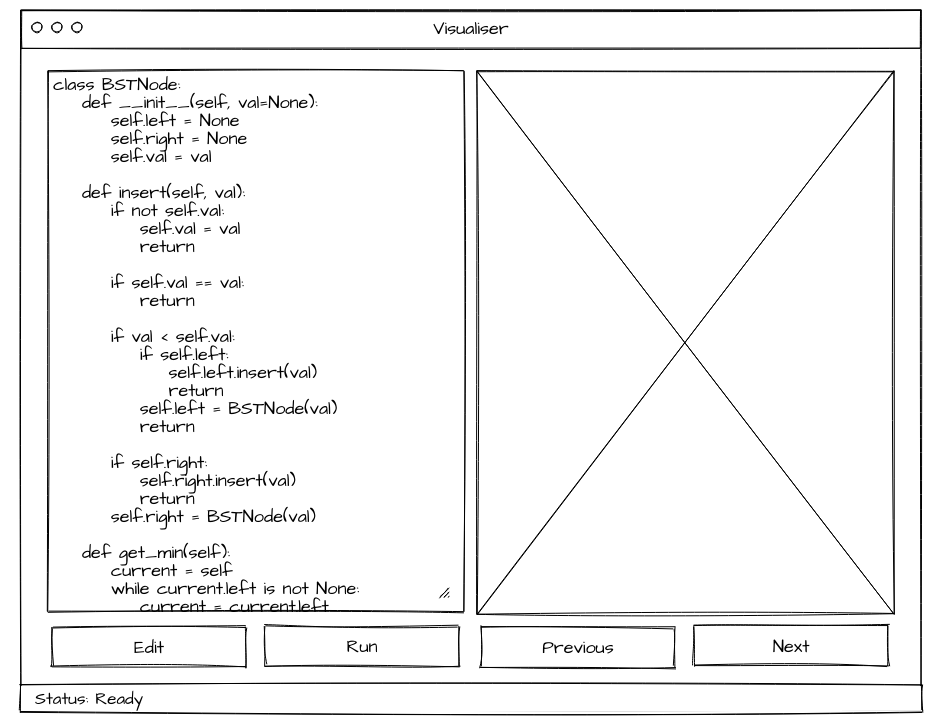 Visualiser
class BSTNode:
    def __init__(self, val=None):
        self.left = None
        self.right = None
        self.val = val

    def insert(self, val):
        if not self.val:
            self.val = val
            return

        if self.val == val:
            return

        if val < self.val:
            if self.left:
                self.left.insert(val)
                return
            self.left = BSTNode(val)
            return

        if self.right:
            self.right.insert(val)
            return
        self.right = BSTNode(val)

    def get_min(self):
        current = self
        while current.left is not None:
            current = current.left
Edit
Run
Previous
Next
Status: Ready